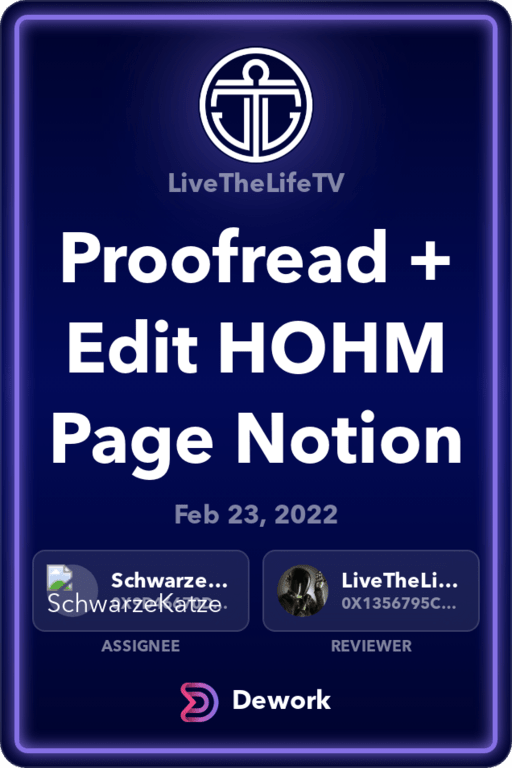 LiveTheLifeTV
Proofread +
Edit HOHM
Page Notion
Feb 23, 2022
Schwarze...
SchwarzeKatze
ASSIGNEE
LiveTheLi...
0X1356795C...
REVIEWER
Dework